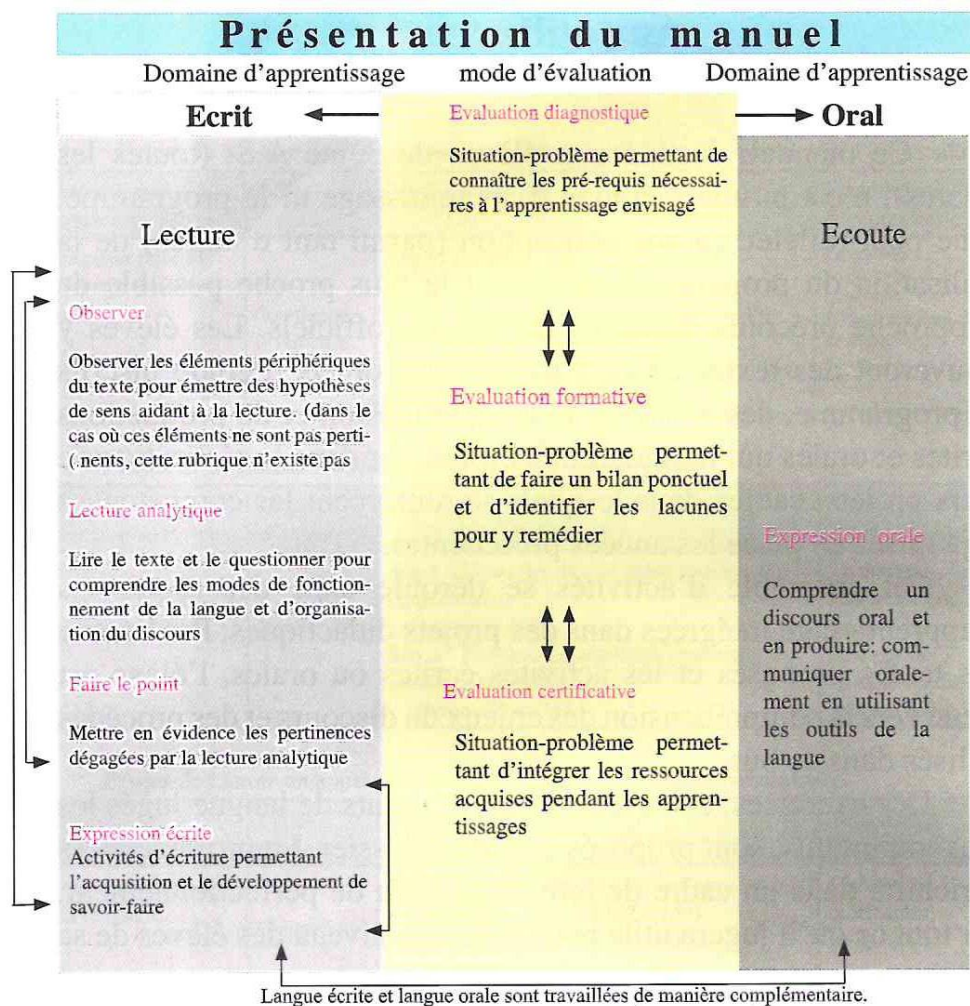 Présentation du manuel
Domaine d'apprentissage
mode d'évaluation
Domaine d'apprentissage
Ecrit
Evaluation diagnostique
Oral
Situation-problème permettant de
connaître les pré-requis nécessai-
res à l'apprentissage envisagé
Lecture
Ecoute
Observer
Observer les éléments périphériques
du texte pour émettre des hypothèses
de sens aidant à la lecture. (dans le
cas où ces éléments ne sont pas perti-
(.nents, cette rubrique n'existe pas
Lecture analytique
Lire le texte et le questionner pour
comprendre les modes de fonction-
nement de la langue et d'organisa-
tion du discours
Faire le point
Mettre en évidence les pertinences
dégagées par la lecture analytique
Expression écrite
Activités d'écriture permettant
l'acquisition et le développement de
savoir-faire
Evaluation formative
Situation-problème permet-
tant de faire un bilan ponctuel
et d'identifier les lacunes
pour y remédier
Evaluation certificative
Situation-problème permet-
tant d'intégrer les ressources
acquises pendant les appren-
tissages
Expression orale
Comprendre un
discours oral et
en produire: com-
muniquer orale-
ment en utilisant
les outils de la
langue
Langue écrite et langue orale sont travaillées de manière complémentaire.